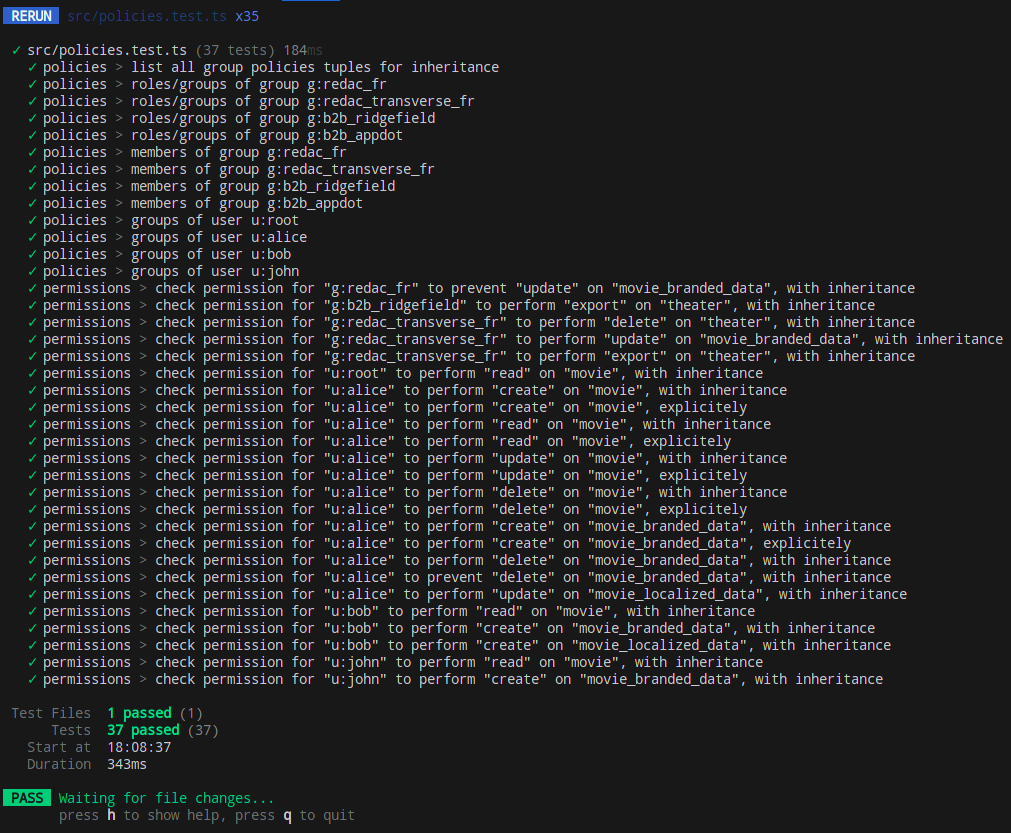 RERUN src/policies.test.ts x35
✓ src/policies.test.ts (37 tests) 184ms
✓ policies > list all group policies tuples for inheritance
✓ policies > roles/groups of group g:redac_fr
✓ policies > roles/groups of group g:redac_transverse_fr
✓ policies > roles/groups of group g:b2b_ridgefield
✓ policies > roles/groups of group g:b2b_appdot
✓ policies > members of group g:redac_fr
✓ policies > members of group g:redac_transverse_fr
✓ policies > members of group g:b2b_ridgefield
✓ policies > members of group g:b2b_appdot
✓ policies > groups of user u:root
✓ policies > groups of user u:alice
✓ policies > groups of user u:bob
✓ policies > groups of user u:john
✓ permissions > check permission for "g:redac_fr" to prevent "update" on "movie_branded_data", with inheritance
✓ permissions > check permission for "g:b2b_ridgefield" to perform "export" on "theater", with inheritance
✓ permissions > check permission for "g:redac_transverse_fr" to perform "delete" on "theater", with inheritance
✓ permissions > check permission for "g:redac_transverse_fr" to perform "update" on "movie_branded_data", with inheritance
✓ permissions > check permission for "g:redac_transverse_fr" to perform "export" on "theater", with inheritance
✓ permissions > check permission for "u:root" to perform "read" on "movie", with inheritance
✓ permissions > check permission for "u:alice" to perform "create" on "movie", with inheritance
✓ permissions > check permission for "u:alice" to perform "create" on "movie", explicitely
✓ permissions > check permission for "u:alice" to perform "read" on "movie", with inheritance
✓ permissions > check permission for "u:alice" to perform "read" on "movie", explicitely
✓ permissions > check permission for "u:alice" to perform "update" on "movie", with inheritance
✓ permissions > check permission for "u:alice" to perform "update" on "movie", explicitely
✓ permissions > check permission for "u:alice" to perform "delete" on "movie", with inheritance
✓ permissions > check permission for "u:alice" to perform "delete" on "movie", explicitely
✓ permissions > check permission for "u:alice" to perform "create" on "movie_branded_data", with inheritance
✓ permissions > check permission for "u:alice" to perform "create" on "movie_branded_data", explicitely
✓ permissions > check permission for "u:alice" to perform "delete" on "movie_branded_data", with inheritance
✓ permissions > check permission for "u:alice" to prevent "delete" on "movie_branded_data", with inheritance
✓ permissions > check permission for "u:alice" to perform "update" on "movie_localized_data", with inheritance
✓ permissions > check permission for "u:bob" to perform "read" on "movie", with inheritance
✓ permissions > check permission for "u:bob" to perform "create" on "movie_branded_data", with inheritance
✓ permissions > check permission for "u:bob" to perform "create" on "movie_localized_data", with inheritance
✓ permissions > check permission for "u:john" to perform "read" on "movie", with inheritance
✓ permissions > check permission for "u:john" to perform "create" on "movie_branded_data", with inheritance
Test Files 1 passed (1)
Tests 37 passed (37)
Start at 18:08:37
Duration 343ms
PASS Waiting for file changes...
press h to show help, press q to quit